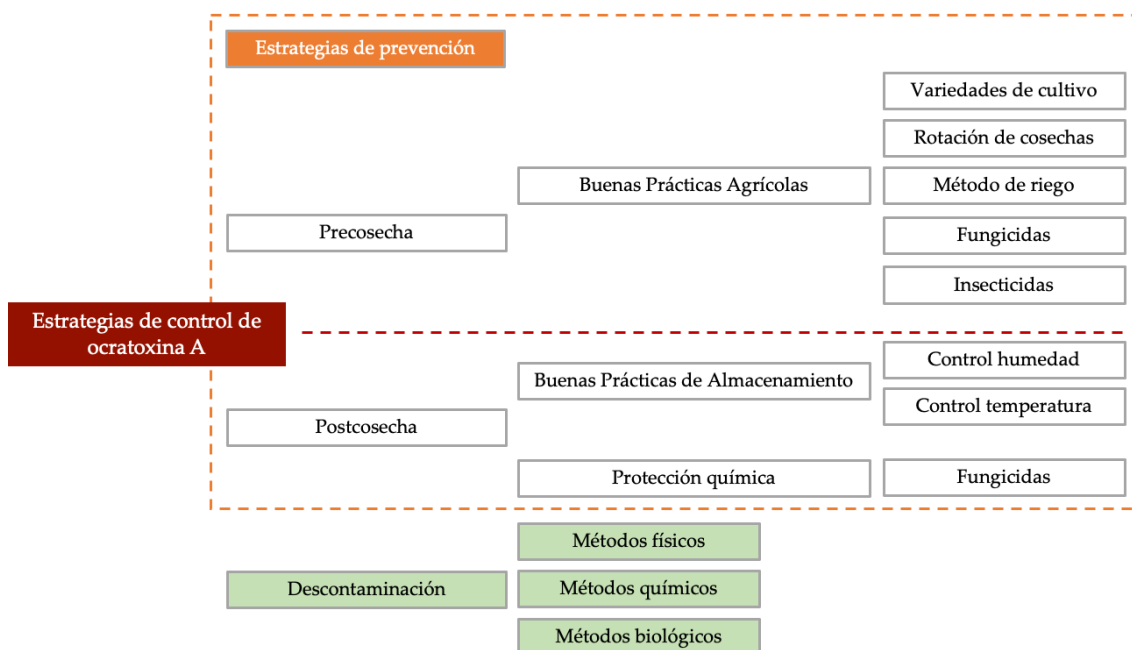 Estrategias de prevención
Variedades de cultivo
Rotación de cosechas
Buenas Prácticas Agrícolas
Método de riego
Precosecha
Fungicidas
Insecticidas
Estrategias de control de
ocratoxina A
Control humedad
Buenas Prácticas de Almacenamiento
Control temperatura
Postcosecha
Protección química
Fungicidas
Métodos físicos
Descontaminación
Métodos químicos
Métodos biológicos